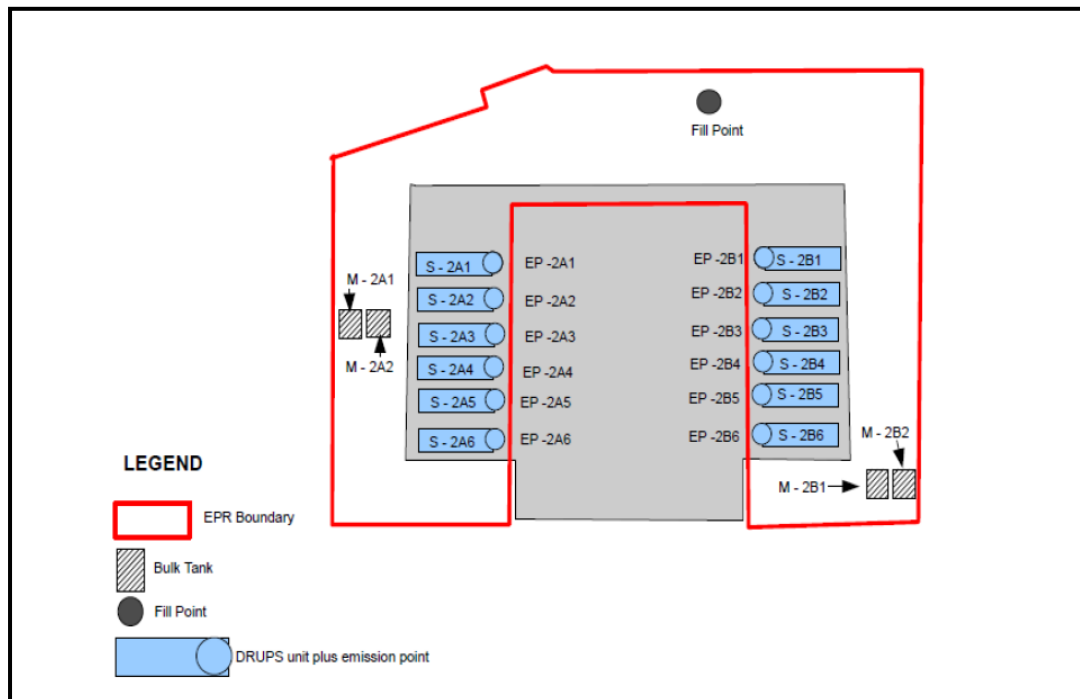 Fill Point
S - 2A1
EP -2A1
EP -2B1
S - 2B1
M - 2A1
S - 2A2
EP -2A2
EP -2B2
S - 2B2
S - 2A3
EP -2A3
EP -2B3
S - 2B3
M - 2A2
S - 2A4
EP -2A4
EP -2B4
S - 2B4
S - 2A5
EP -2A5
EP -2B5
S - 2B5
S - 2A6
EP -2A6
EP -2B6
S - 2B6
M - 2B2
M - 2B1
LEGEND
EPR Boundary
Bulk Tank
Fill Point
DRUPS unit plus emission point